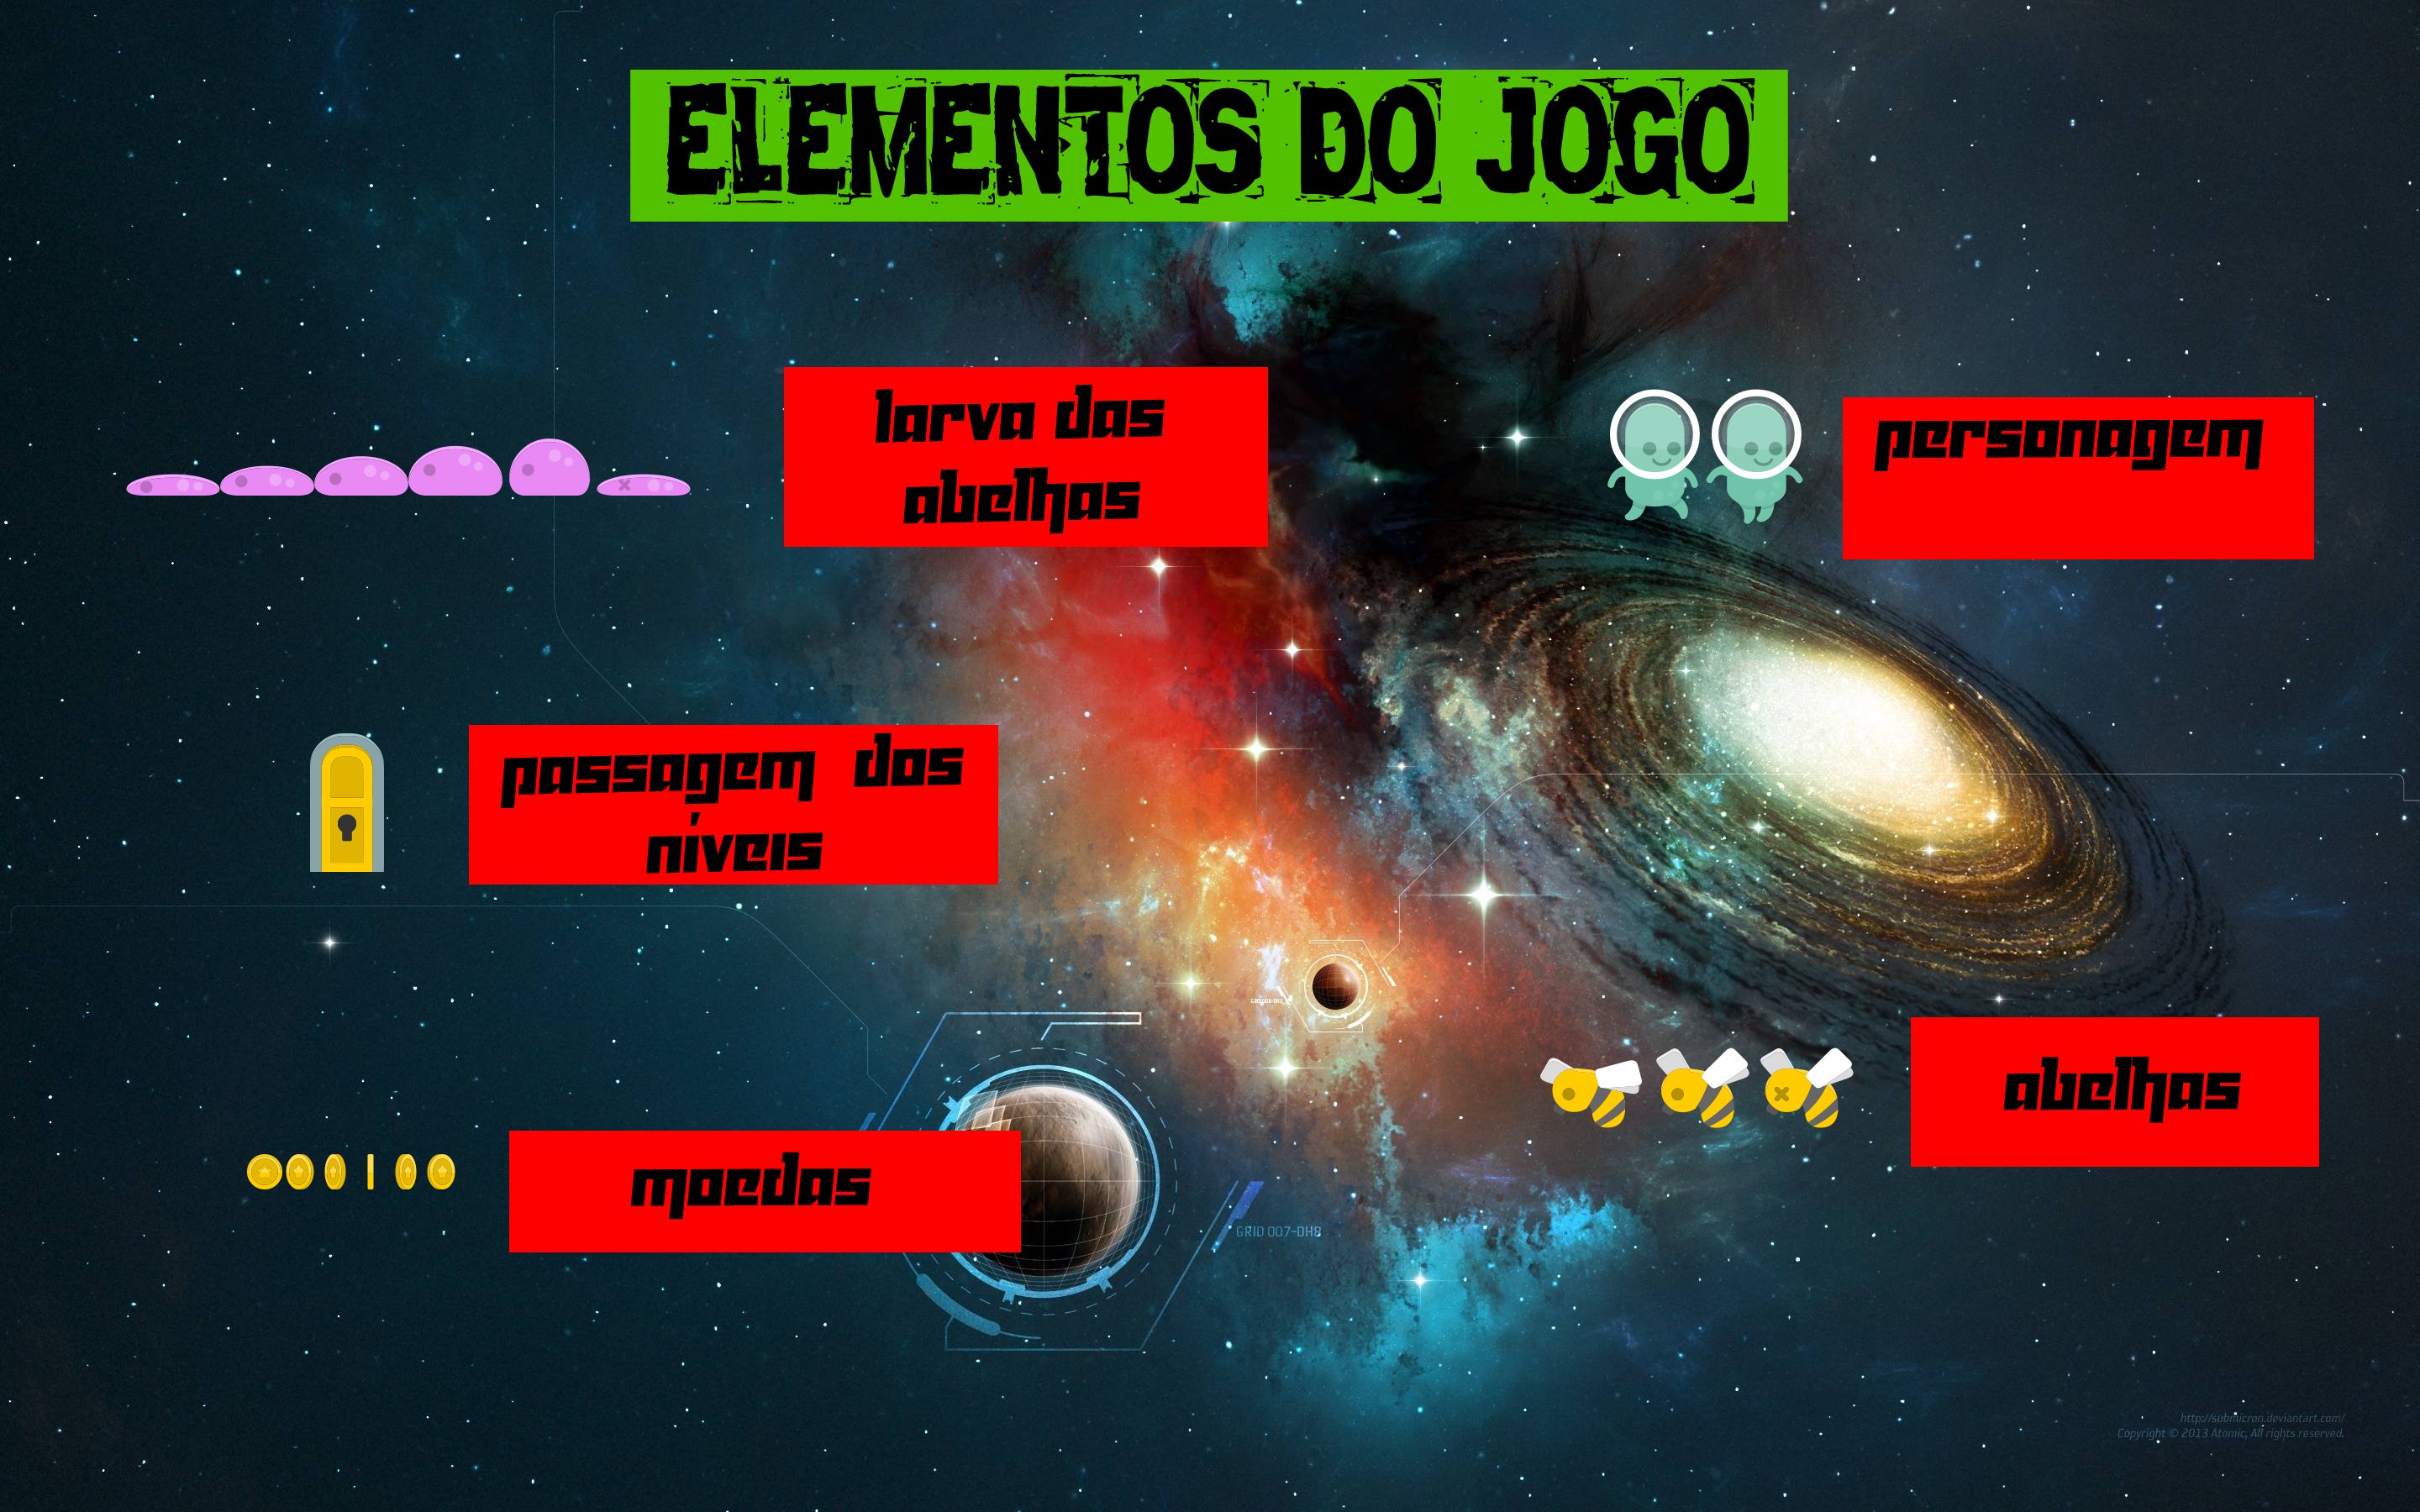 ELEMENTOS DO JOGO
larva das
abelhas
personagem
passagem dos
níveis
abelhas
moedas
GRID 007-DH8
http://submicron.deviantart.com/
Copyright © 2013 Atomic, All rights reserved.